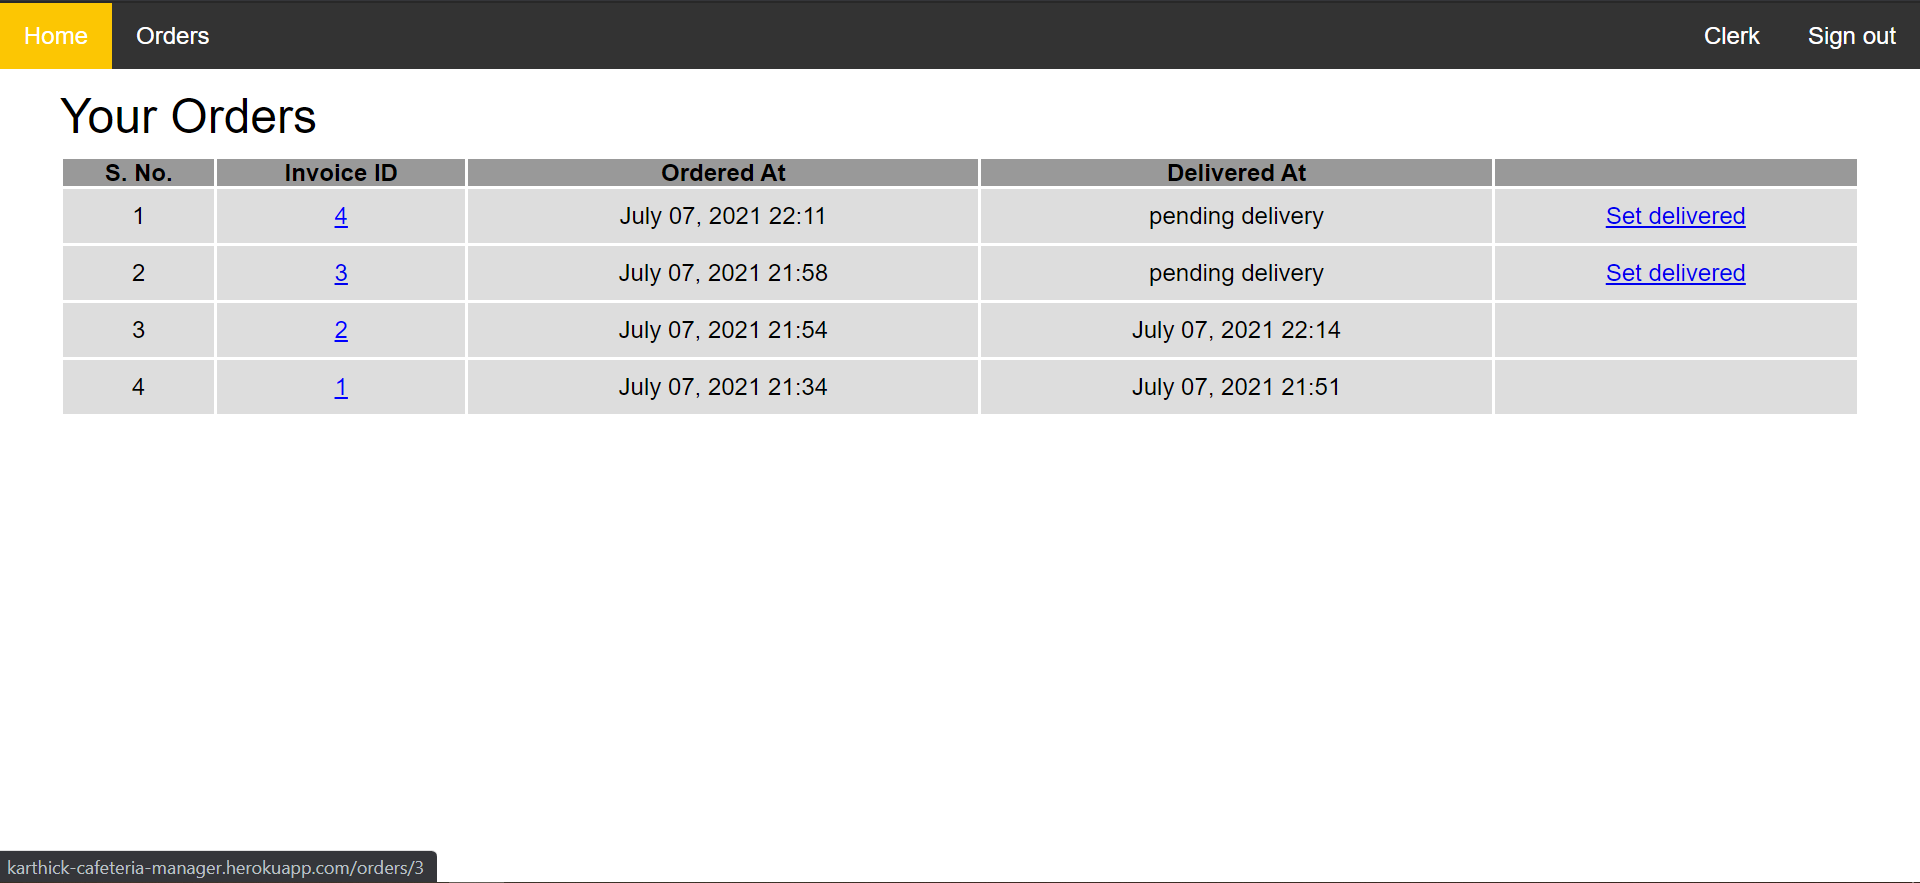 Home Orders Clerk Sign out
Your Orders
S. No. Invoice ID Ordered At Delivered At
1 4 July 07, 2021 22:11 pending delivery Set delivered
2 3 July 07, 2021 21:58 pending delivery Set delivered
3 2 July 07, 2021 21:54 July 07, 2021 22:14
4 1 July 07, 2021 21:34 July 07, 2021 21:51
karthick-cafeteria-manager.herokuapp.com/orders/3